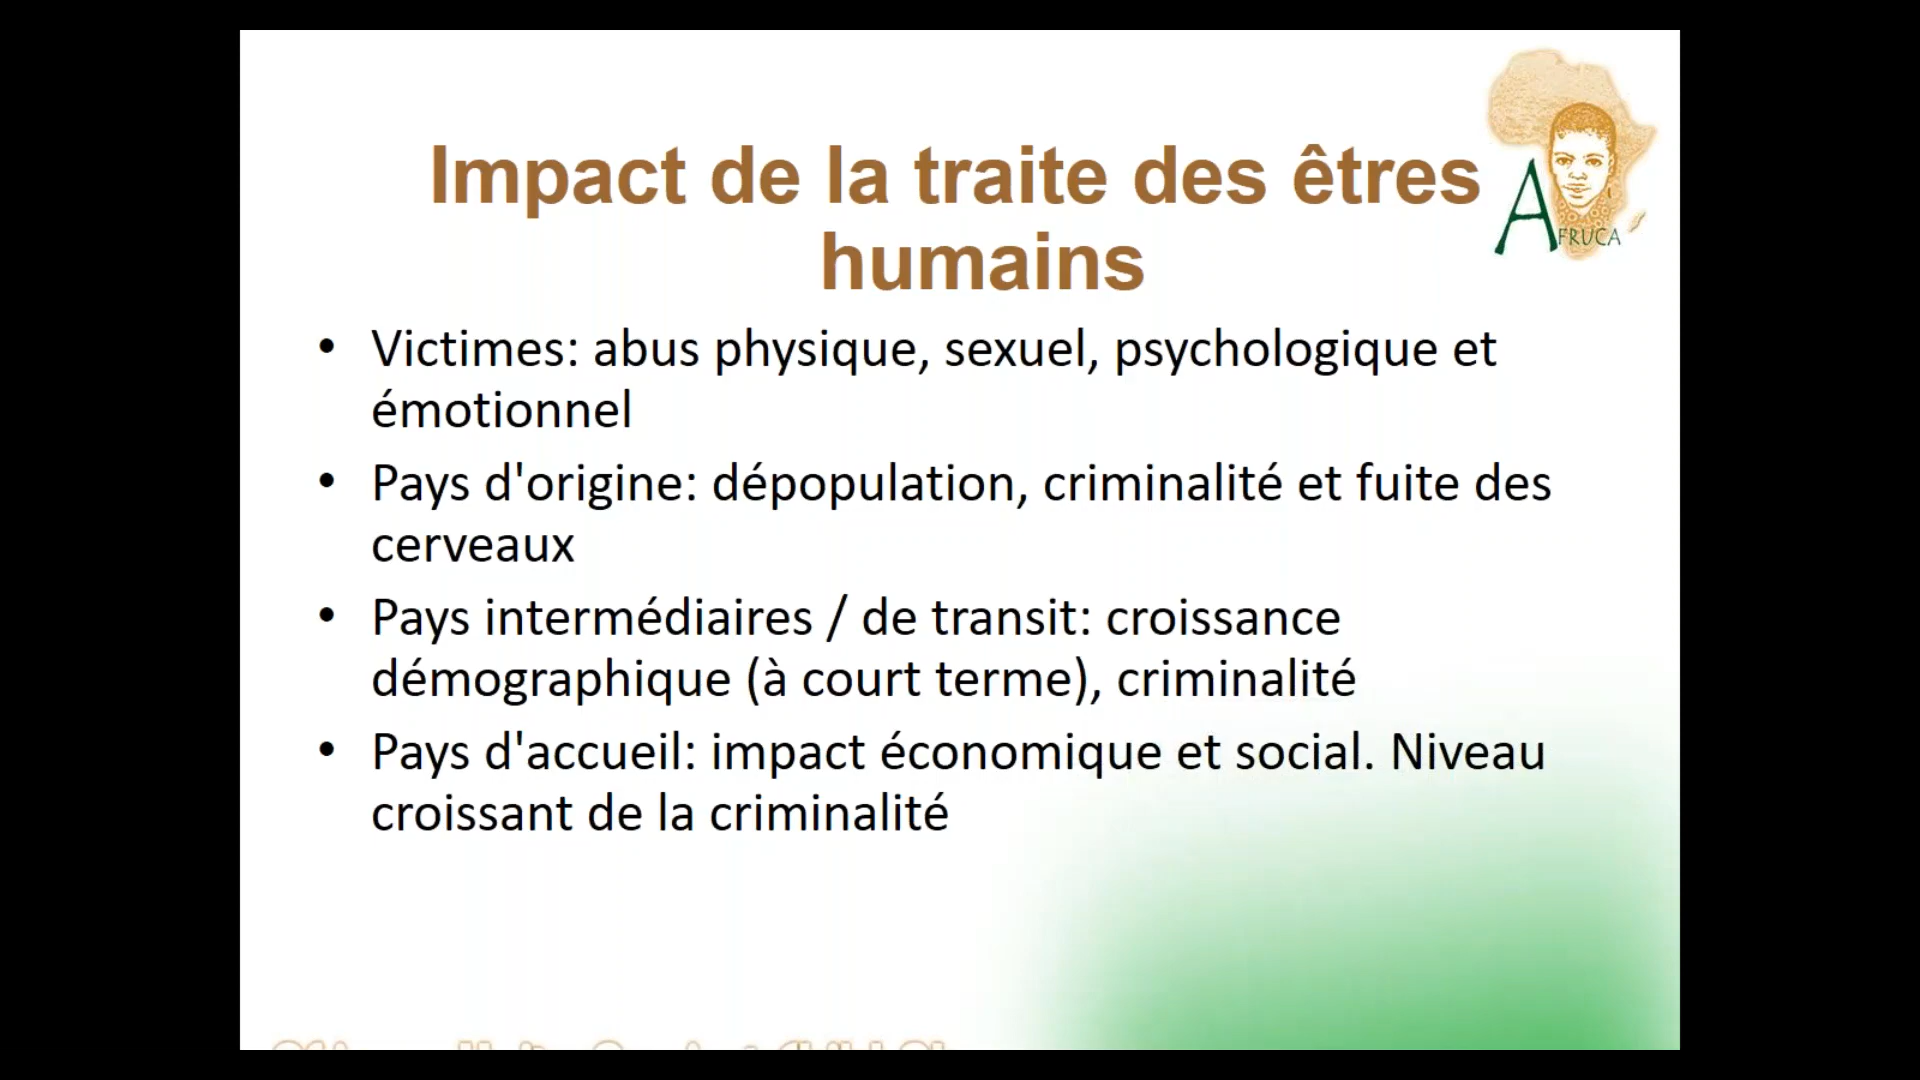 Impact de la traite des êtres
humains
AFRUCA
• Victimes: abus physique, sexuel, psychologique et
émotionnel
• Pays d'origine: dépopulation, criminalité et fuite des
cerveaux
• Pays intermédiaires / de transit: croissance
démographique (à court terme), criminalité
• Pays d'accueil: impact économique et social. Niveau
croissant de la criminalité